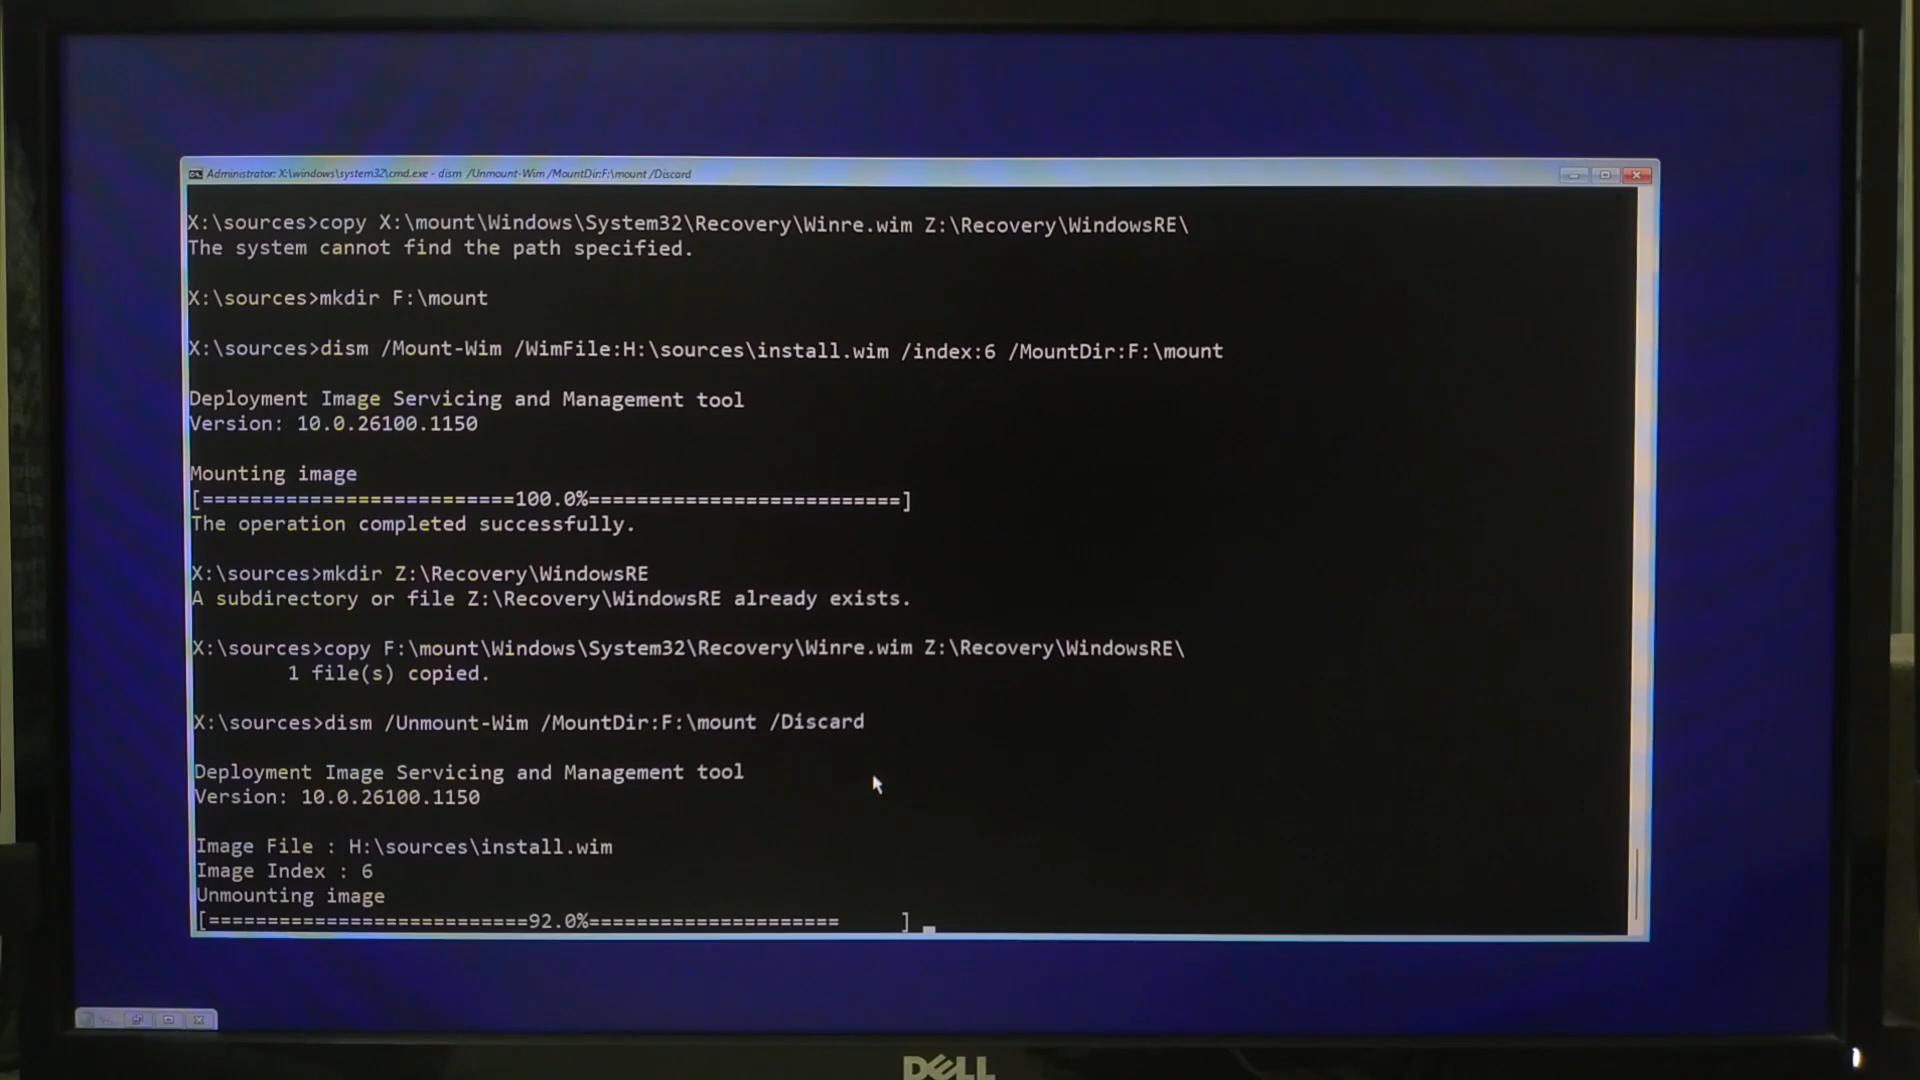 Administrator: X:\windows\system32\cmd.exe - dism /Unmount-Wim /MountDir:F:\mount /Discard
X:\sources>copy X:\mount\Windows\System32\Recovery\Winre.wim Z:\Recovery\WindowsRE\
The system cannot find the path specified.
X:\sources>mkdir F:\mount
X:\sources>dism /Mount-Wim /WimFile:H:\sources\install.wim /index:6 /MountDir:F:\mount
Deployment Image Servicing and Management tool
Version: 10.0.26100.1150
Mounting image
[==========================100.0%==========================]
The operation completed successfully.
X:\sources>mkdir Z:\Recovery\WindowsRE
A subdirectory or file Z:\Recovery\WindowsRE already exists.
X:\sources>copy F:\mount\Windows\System32\Recovery\Winre.wim Z:\Recovery\WindowsRE\
        1 file(s) copied.
X:\sources>dism /Unmount-Wim /MountDir:F:\mount /Discard
Deployment Image Servicing and Management tool
Version: 10.0.26100.1150
Image File : H:\sources\install.wim
Image Index : 6
Unmounting image
[===========================92.0%=====================     ]
DELL